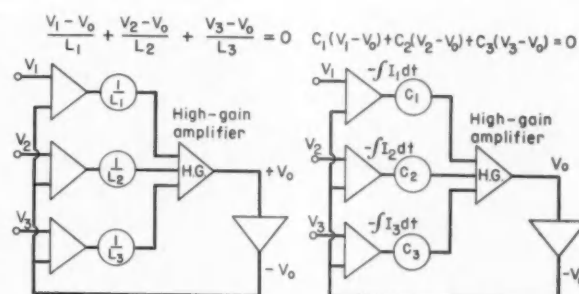 (V₁−V₀)/L₁ + (V₂−V₀)/L₂ + (V₃−V₀)/L₃ = 0
C₁(V₁−V₀)+C₂(V₂−V₀)+C₃(V₃−V₀)=0
V₁
1/L₁
High-gain
amplifier
V₂
1/L₂
H.G.
+V₀
V₃
1/L₃
−V₀
V₁
−∫I₁dt
C₁
High-gain
amplifier
V₂
−∫I₂dt
C₂
H.G.
V₀
V₃
−∫I₃dt
C₃
−V₀